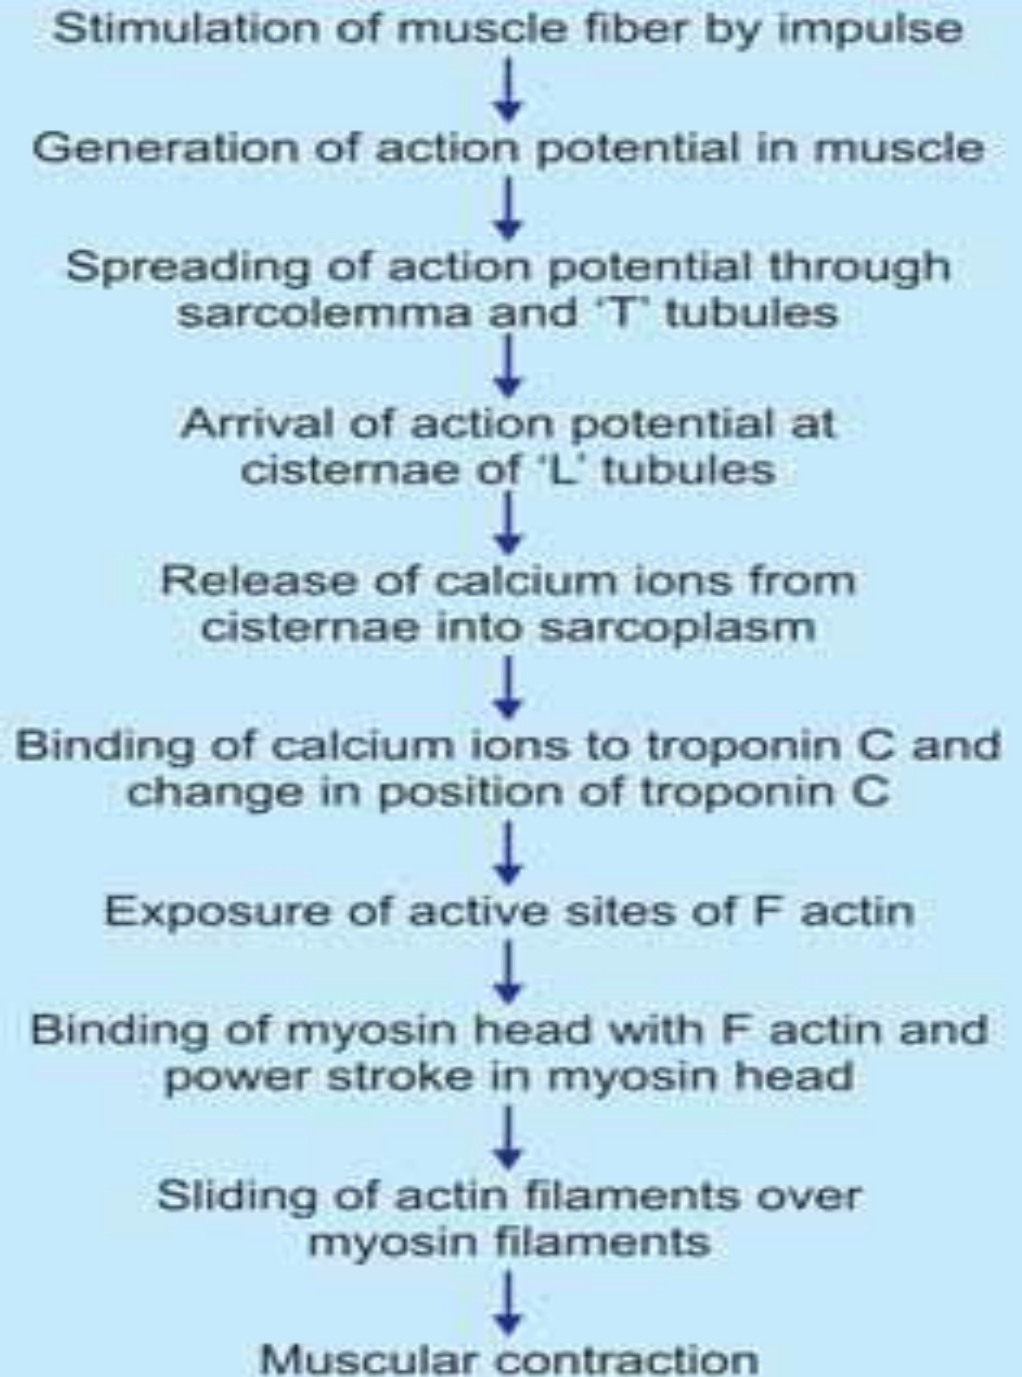 Stimulation of muscle fiber by impulse
Generation of action potential in muscle
Spreading of action potential through
sarcolemma and ‘T’ tubules
Arrival of action potential at
cisternae of ‘L’ tubules
Release of calcium ions from
cisternae into sarcoplasm
Binding of calcium ions to troponin C and
change in position of troponin C
Exposure of active sites of F actin
Binding of myosin head with F actin and
power stroke in myosin head
Sliding of actin filaments over
myosin filaments
Muscular contraction